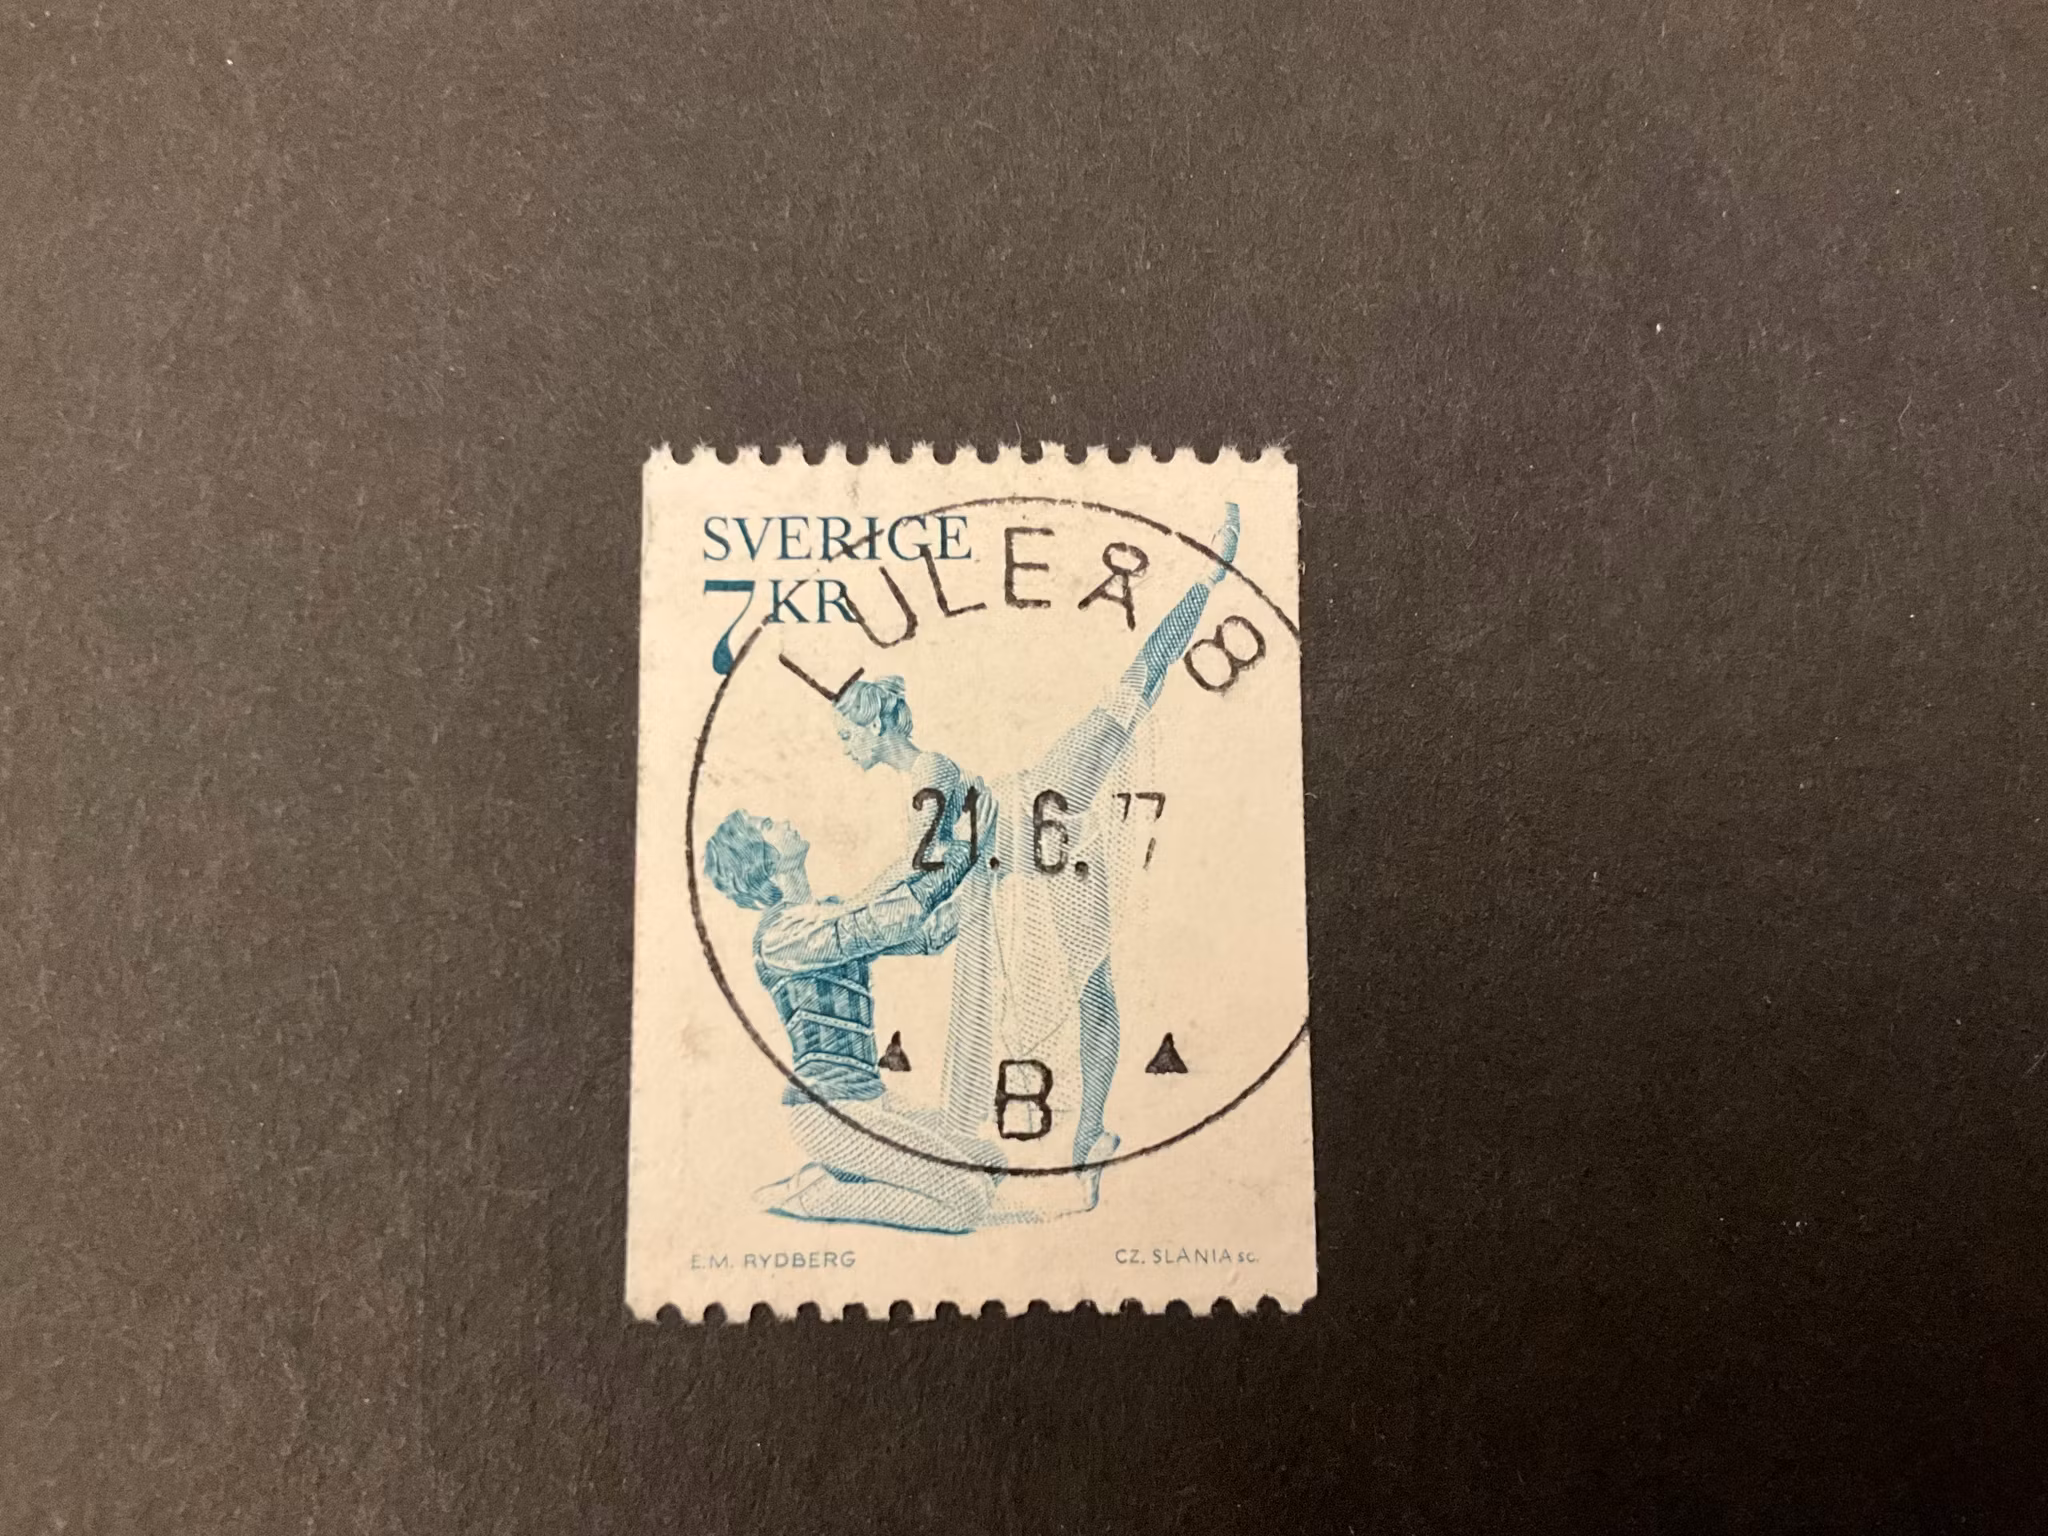 SVERIGE
7 KR
LULEÅ 8
21. 6. 77
B
E.M. RYDBERG
CZ. SLANIA sc.